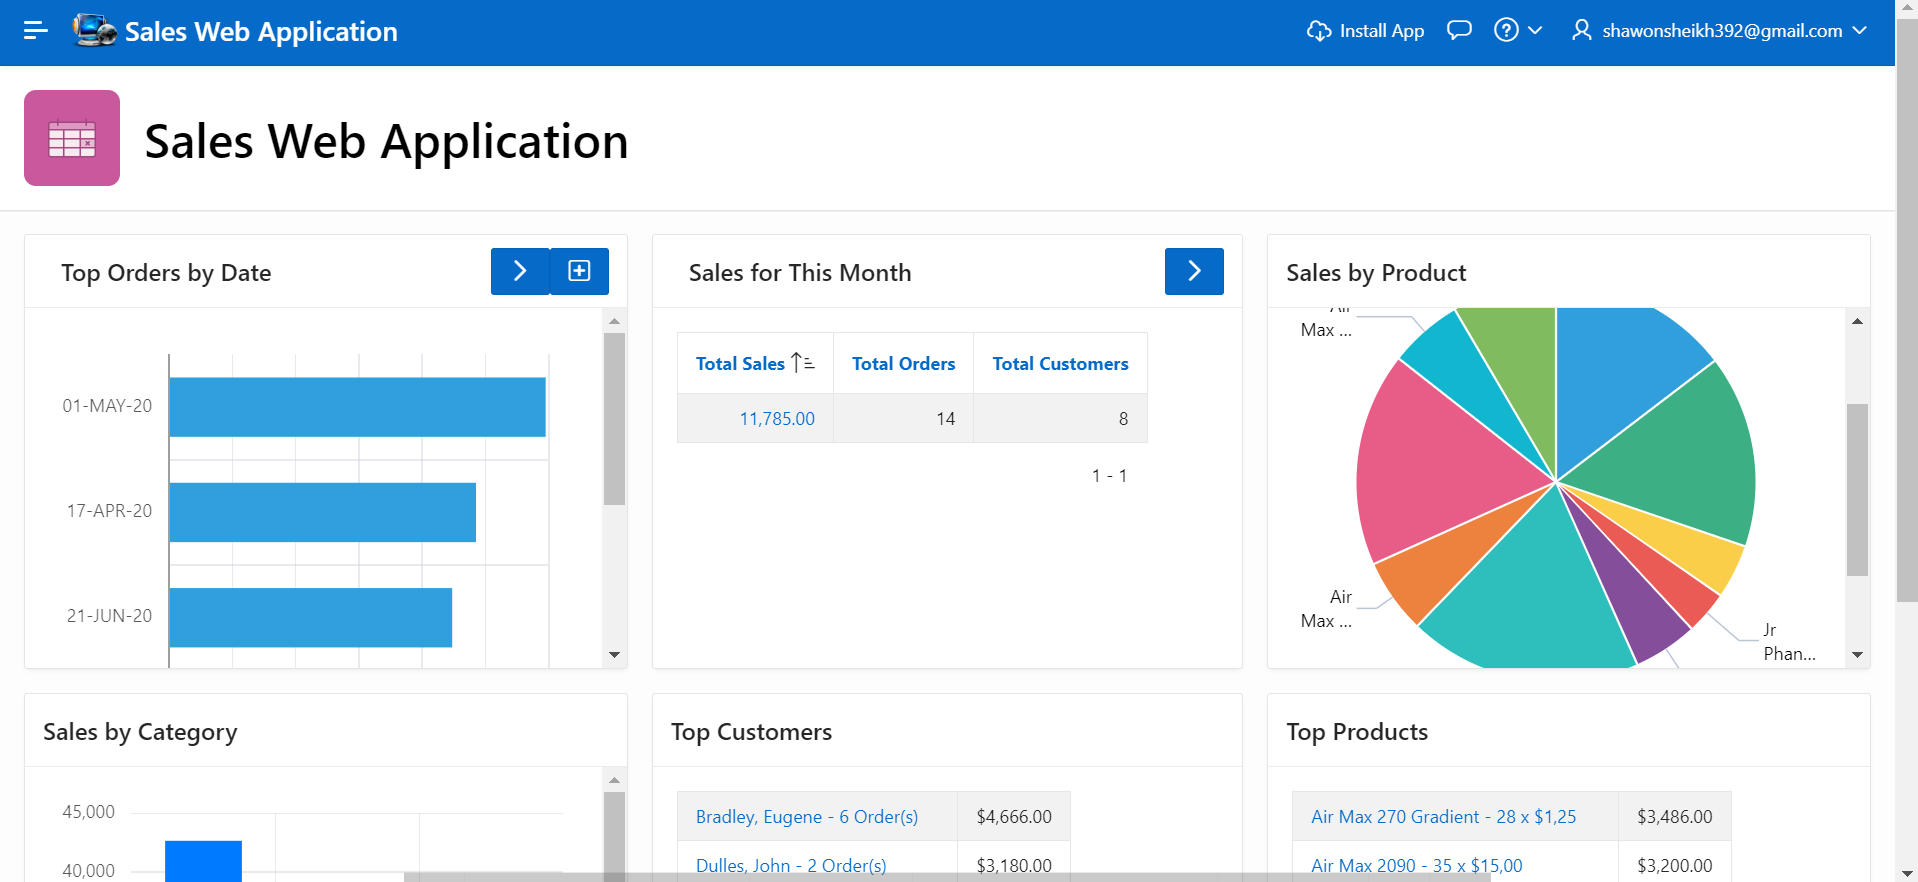 Sales Web Application
Install App
shawonsheikh392@gmail.com
Sales Web Application
Top Orders by Date
01-MAY-20
17-APR-20
21-JUN-20
Sales for This Month
Total Sales Total Orders Total Customers
11,785.00 14 8
1 - 1
Sales by Product
Max ...
Air
Max ...
Jr
Phan...
Sales by Category
45,000
40,000
Top Customers
Bradley, Eugene - 6 Order(s) $4,666.00
Dulles, John - 2 Order(s) $3,180.00
Top Products
Air Max 270 Gradient - 28 x $1,25 $3,486.00
Air Max 2090 - 35 x $15,00 $3,200.00